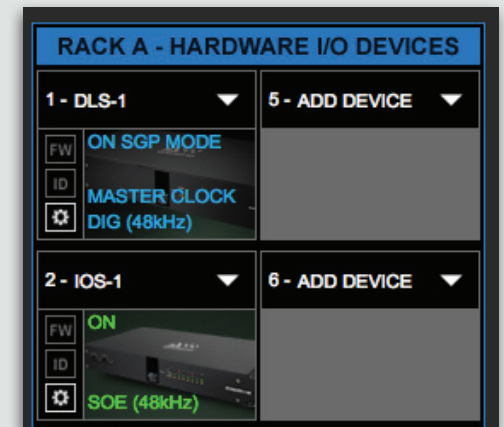 RACK A - HARDWARE I/O DEVICES
1 - DLS-1
5 - ADD DEVICE
FW
ID
ON SGP MODE
MASTER CLOCK
DIG (48kHz)
2 - IOS-1
6 - ADD DEVICE
FW
ID
ON
SOE (48kHz)